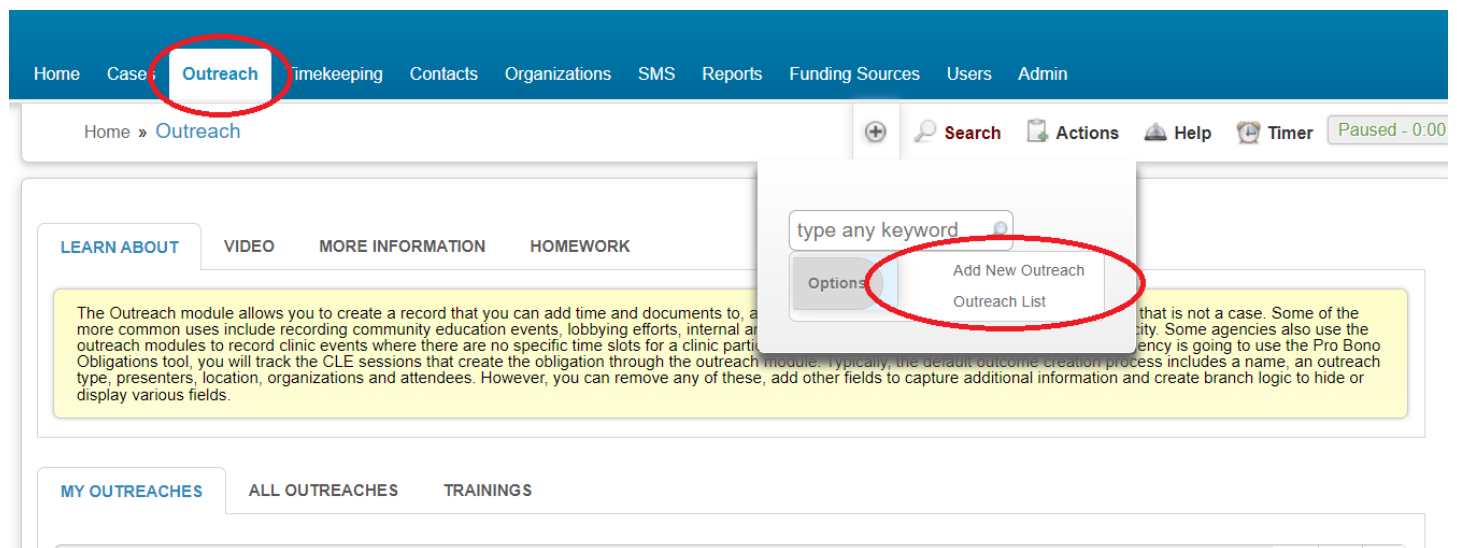 Home Cases Outreach Timekeeping Contacts Organizations SMS Reports Funding Sources Users Admin
Home » Outreach
Search Actions Help Timer Paused - 0:00
type any keyword
Options
Add New Outreach
Outreach List
LEARN ABOUT VIDEO MORE INFORMATION HOMEWORK
The Outreach module allows you to create a record that you can add time and documents to, a that is not a case. Some of the
more common uses include recording community education events, lobbying efforts, internal ar city. Some agencies also use the
outreach modules to record clinic events where there are no specific time slots for a clinic parti ency is going to use the Pro Bono
Obligations tool, you will track the CLE sessions that create the obligation through the outreach module. Typically, the default outcome creation process includes a name, an outreach
type, presenters, location, organizations and attendees. However, you can remove any of these, add other fields to capture additional information and create branch logic to hide or
display various fields.
MY OUTREACHES ALL OUTREACHES TRAININGS